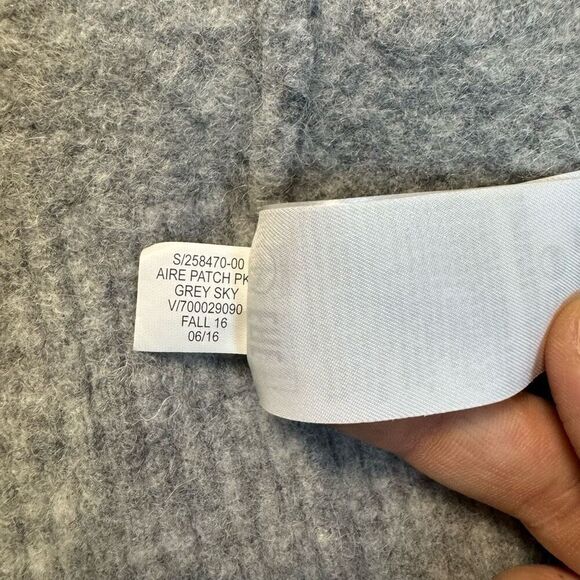 S/258470-00
AIRE PATCH PK
GREY SKY
V/700029090
FALL 16
06/16